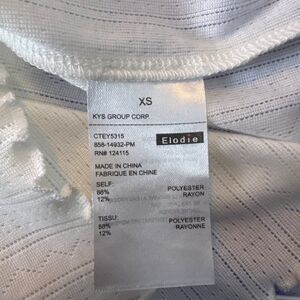 XS
KYS GROUP CORP.
CTEY5315
858-14932-PM
RN# 124115
Elodie
MADE IN CHINA
FABRIQUE EN CHINE
SELF:
88% POLYESTER
12% RAYON
TISSU:
88% POLYESTER
12% RAYONNE